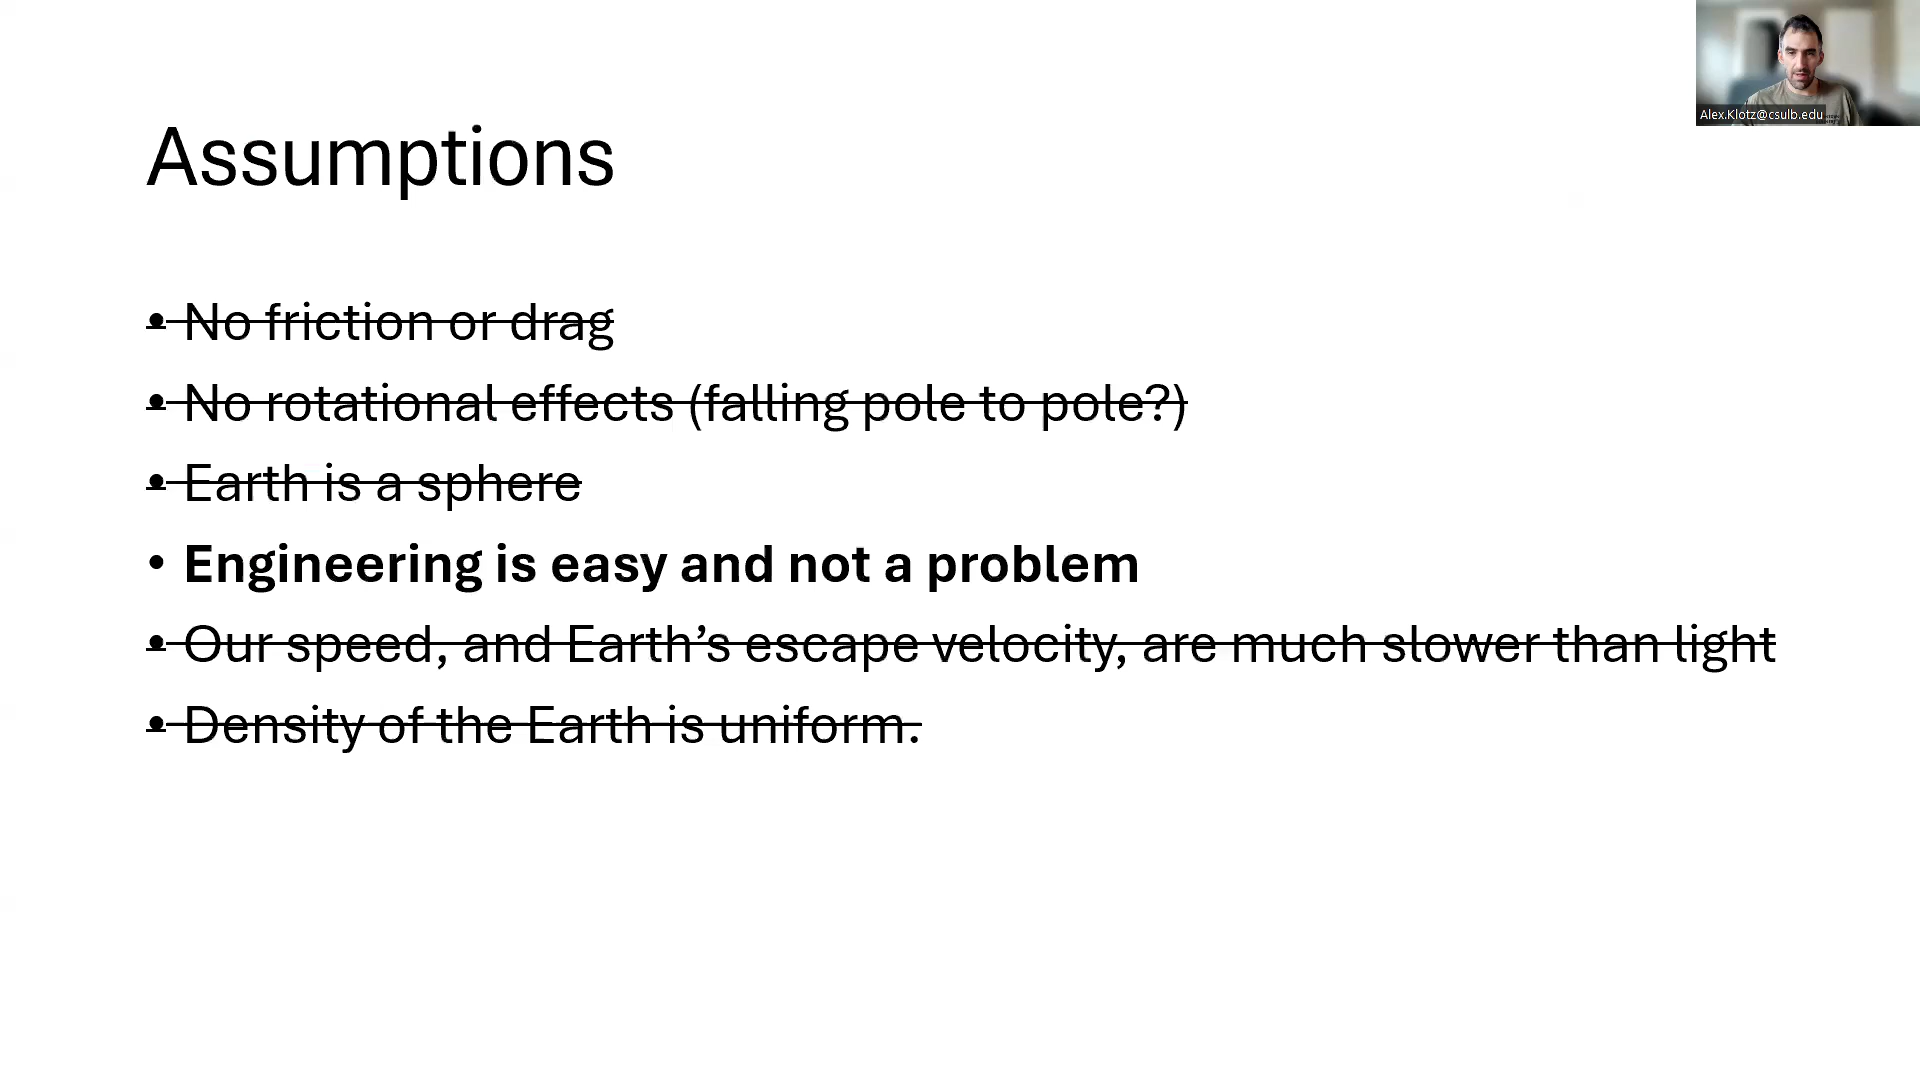 Alex.Klotz@csulb.edu
Assumptions
• No friction or drag
• No rotational effects (falling pole to pole?)
• Earth is a sphere
• Engineering is easy and not a problem
• Our speed, and Earth’s escape velocity, are much slower than light
• Density of the Earth is uniform.